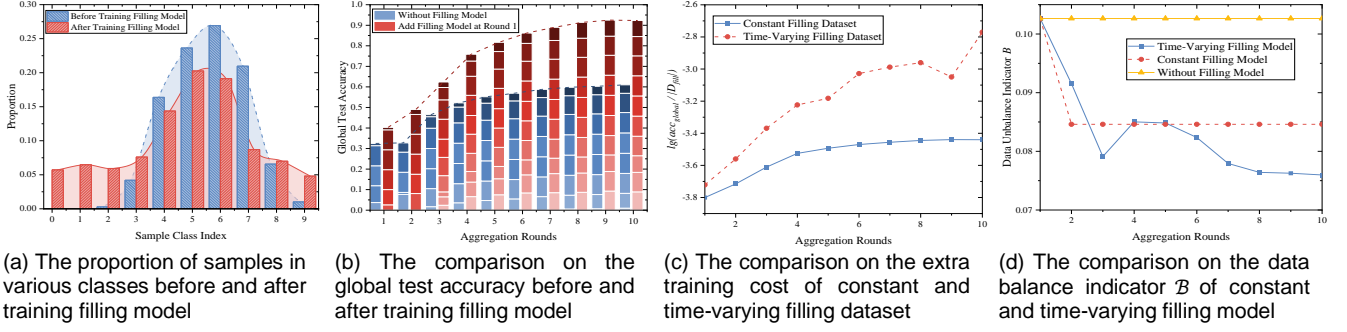 0.30
0.25
0.20
0.15
0.10
0.05
0.00
Proportion
Before Training Filling Model
After Training Filling Model
0 1 2 3 4 5 6 7 8 9
Sample Class Index
(a) The proportion of samples in
various classes before and after
training filling model
1.0
0.9
0.8
0.7
0.6
0.5
0.4
0.3
0.2
0.1
0.0
Global Test Accuracy
Without Filling Model
Add Filling Model at Round 1
1 2 3 4 5 6 7 8 9 10
Aggregation Rounds
(b) The comparison on the
global test accuracy before and
after training filling model
-2.6
-2.8
-3.0
-3.2
-3.4
-3.6
-3.8
lg(acc_global / |D_fill|)
Constant Filling Dataset
Time-Varying Filling Dataset
2 4 6 8 10
Aggregation Rounds
(c) The comparison on the extra
training cost of constant and
time-varying filling dataset
0.10
0.09
0.08
0.07
Data Unbalance Indicator B
Time-Varying Filling Model
Constant Filling Model
Without Filling Model
2 4 6 8 10
Aggregation Rounds
(d) The comparison on the data
balance indicator ℬ of constant
and time-varying filling model